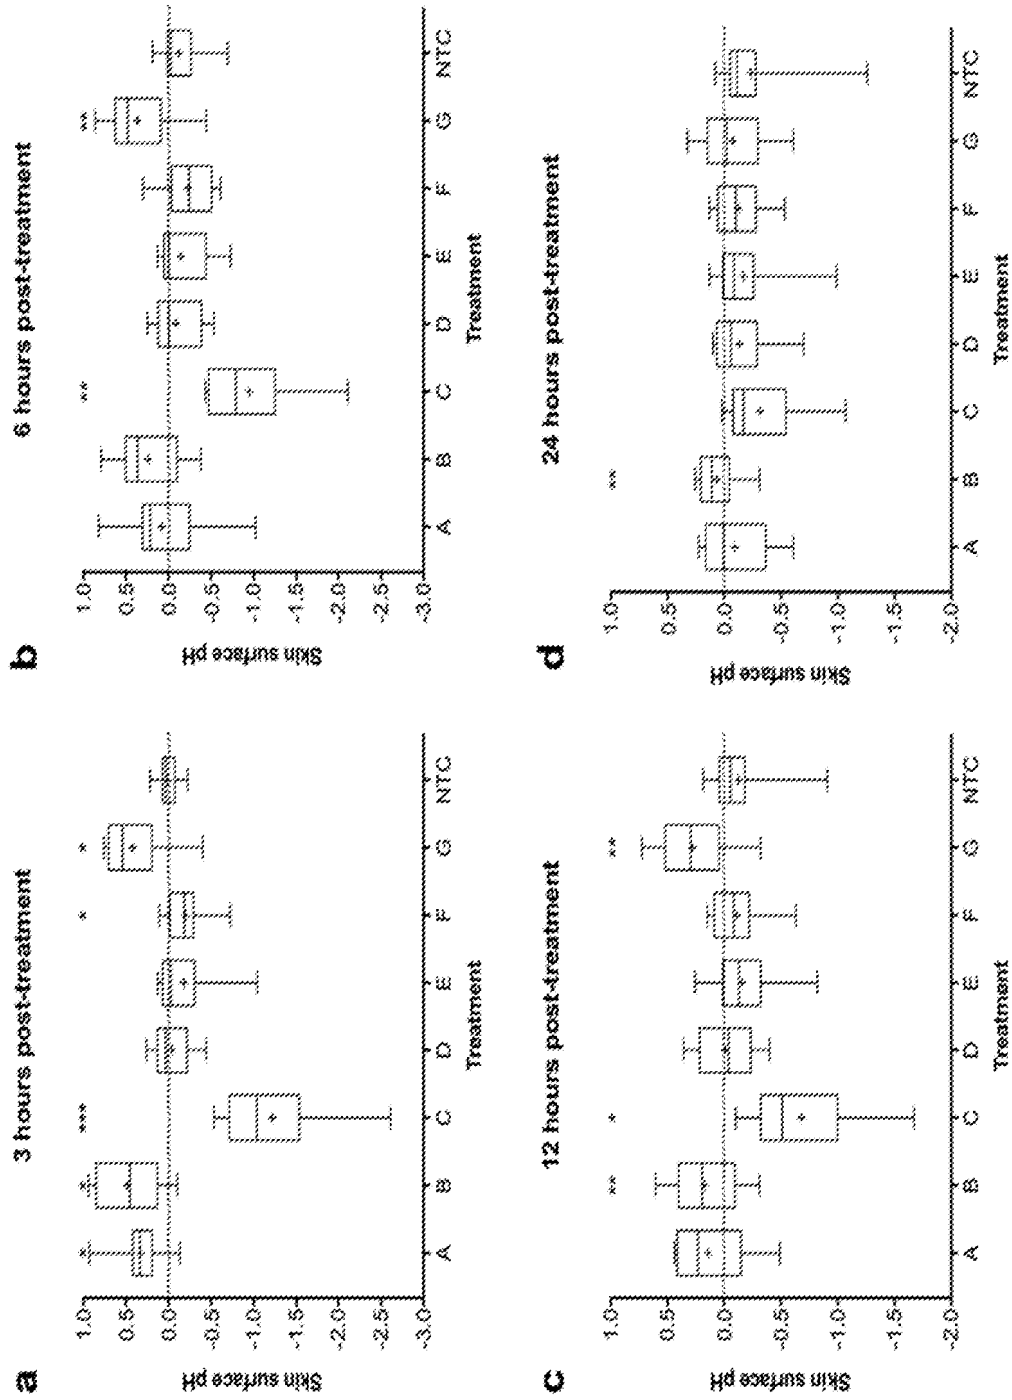 a
3 hours post-treatment
Skin surface pH
1.0
0.5
0.0
-0.5
-1.0
-1.5
-2.0
-2.5
-3.0
* * *** * *
A B C D E F G NTC
Treatment
b
6 hours post-treatment
Skin surface pH
1.0
0.5
0.0
-0.5
-1.0
-1.5
-2.0
-2.5
-3.0
** **
A B C D E F G NTC
Treatment
c
12 hours post-treatment
Skin surface pH
1.0
0.5
0.0
-0.5
-1.0
-1.5
-2.0
** * **
A B C D E F G NTC
Treatment
d
24 hours post-treatment
Skin surface pH
1.0
0.5
0.0
-0.5
-1.0
-1.5
-2.0
**
A B C D E F G NTC
Treatment